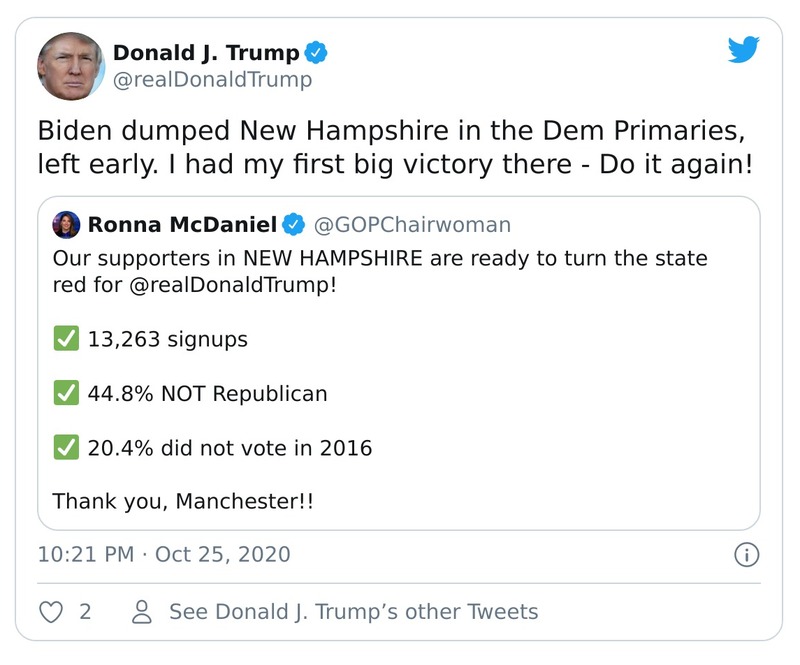 Donald J. Trump
@realDonaldTrump
Biden dumped New Hampshire in the Dem Primaries,
left early. I had my first big victory there - Do it again!
Ronna McDaniel @GOPChairwoman
Our supporters in NEW HAMPSHIRE are ready to turn the state
red for @realDonaldTrump!
✅ 13,263 signups
✅ 44.8% NOT Republican
✅ 20.4% did not vote in 2016
Thank you, Manchester!!
10:21 PM · Oct 25, 2020
2 See Donald J. Trump’s other Tweets